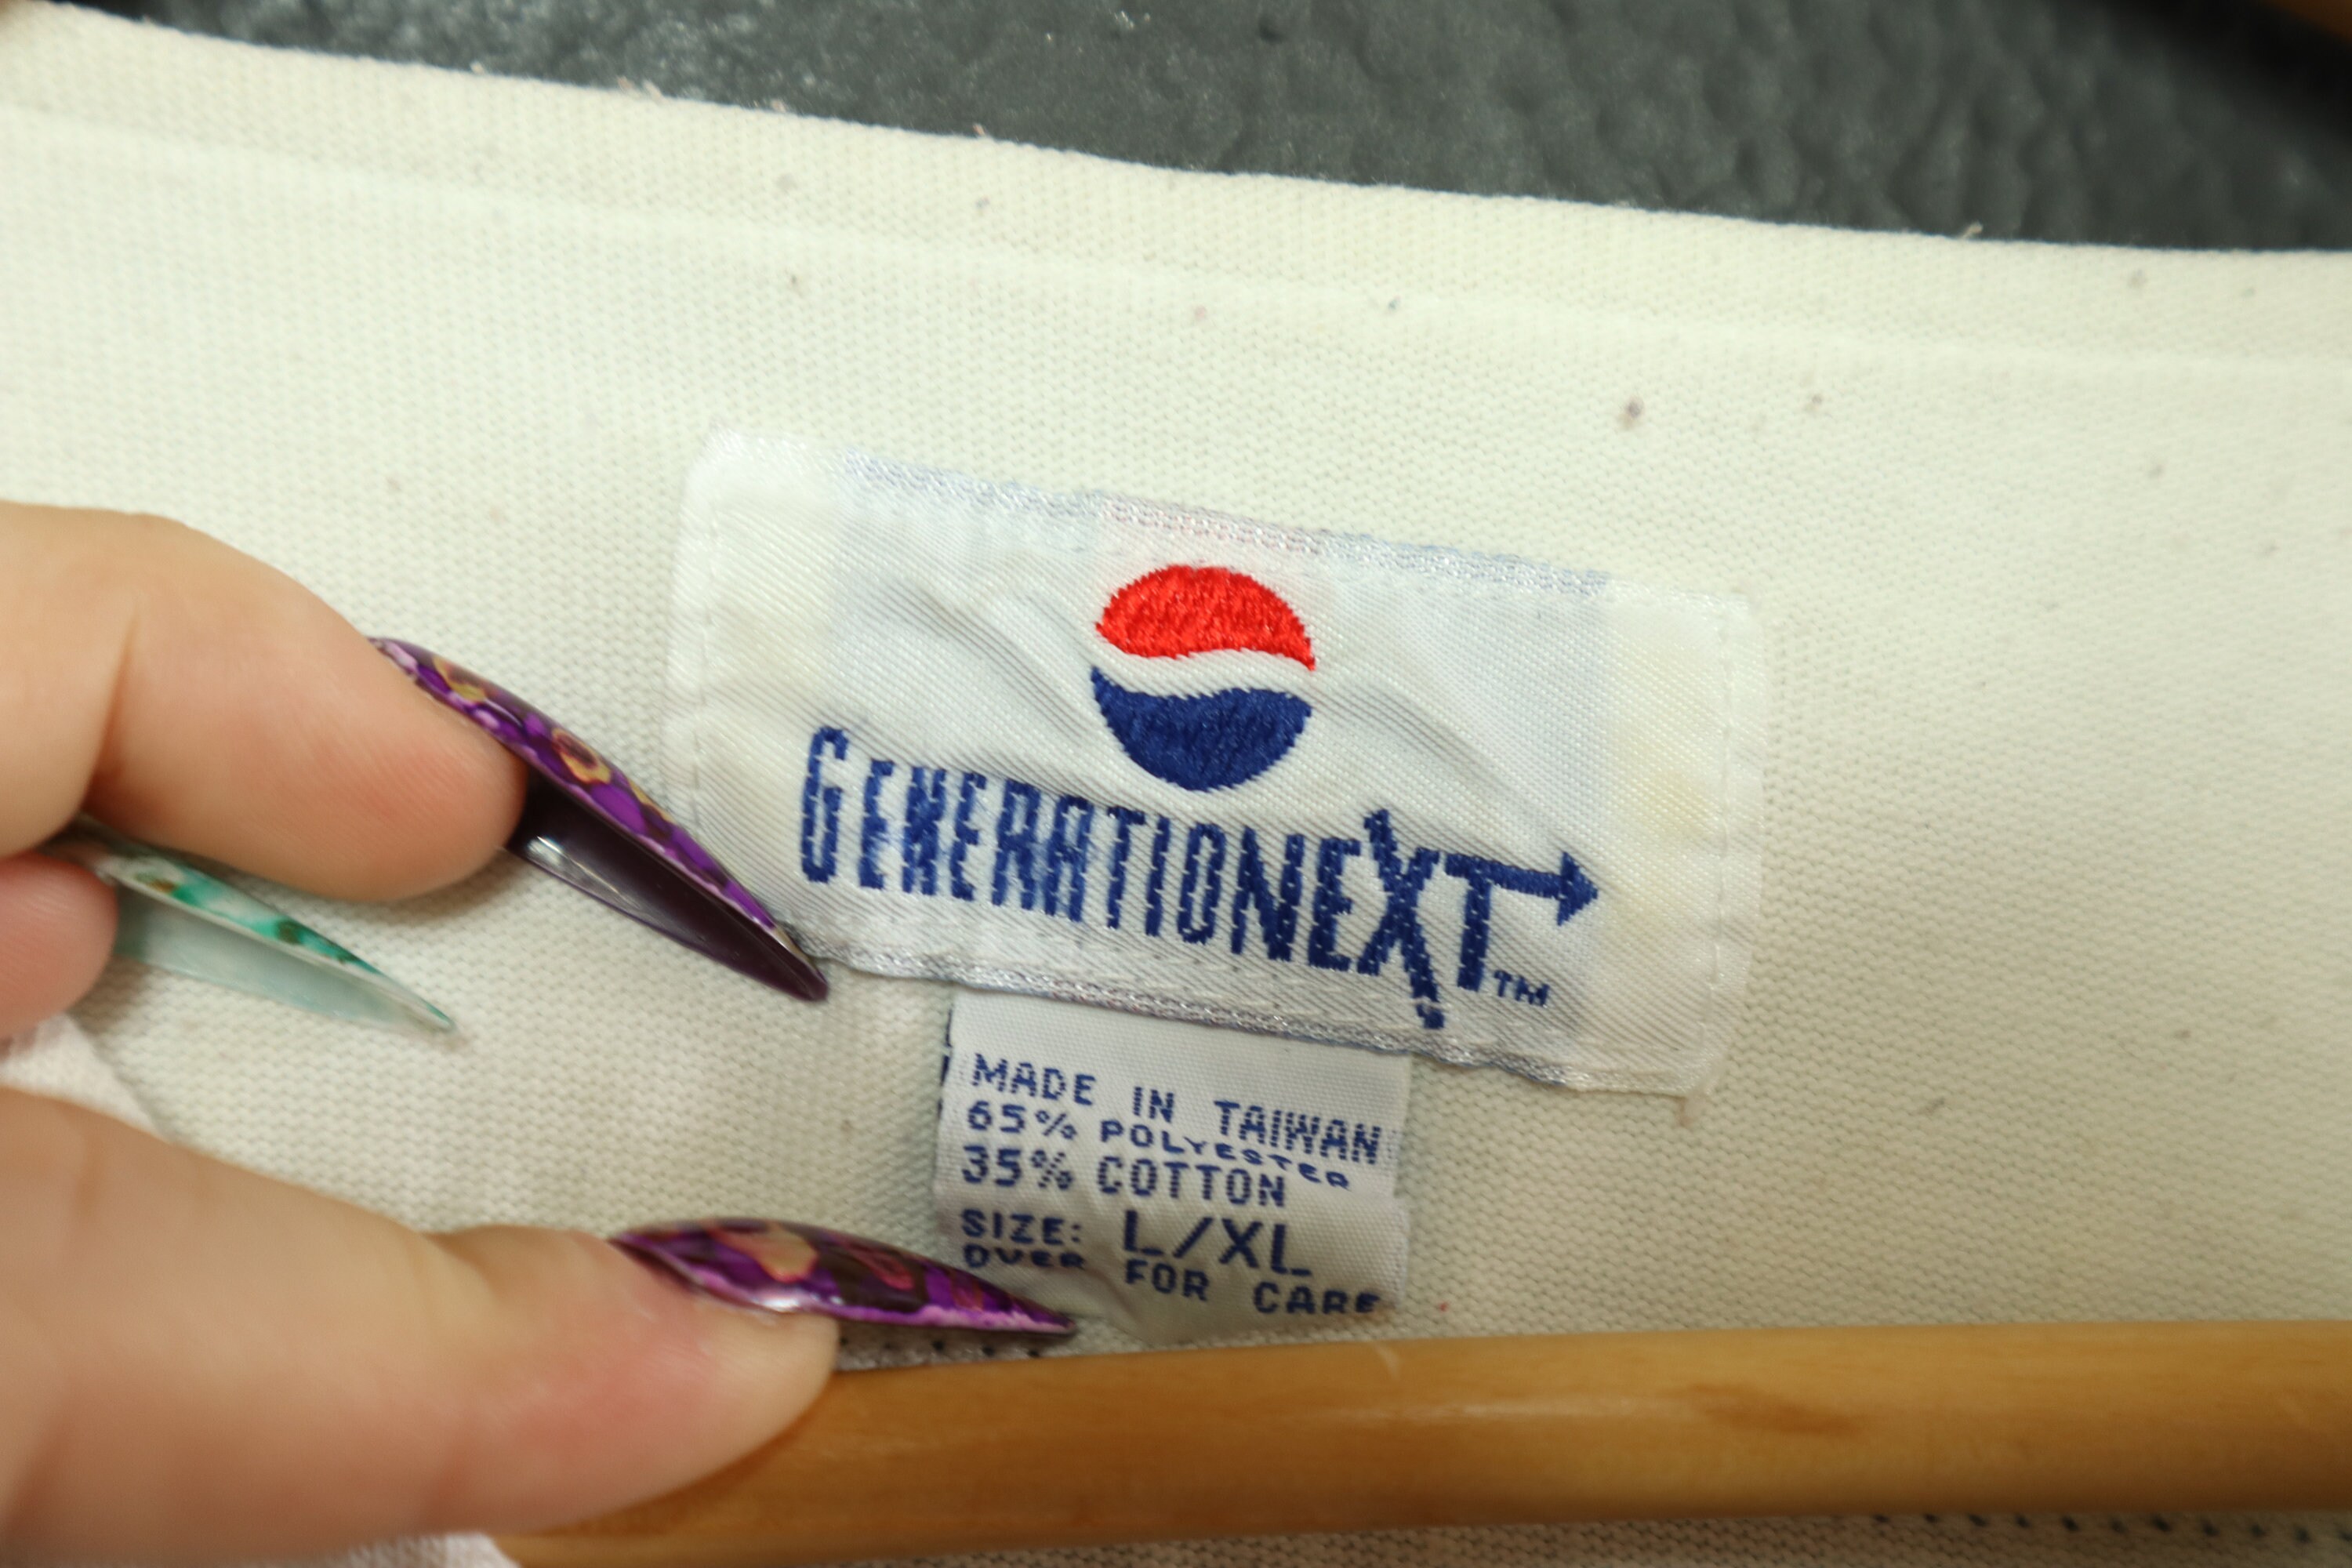 GENERATIONEXT™
MADE IN TAIWAN
65% POLYESTER
35% COTTON
SIZE: L/XL
OVER FOR CARE